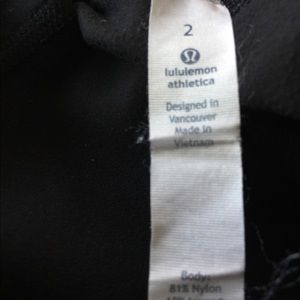 2
lululemon
athletica
Designed in
Vancouver
Made in
Vietnam
Body:
81% Nylon